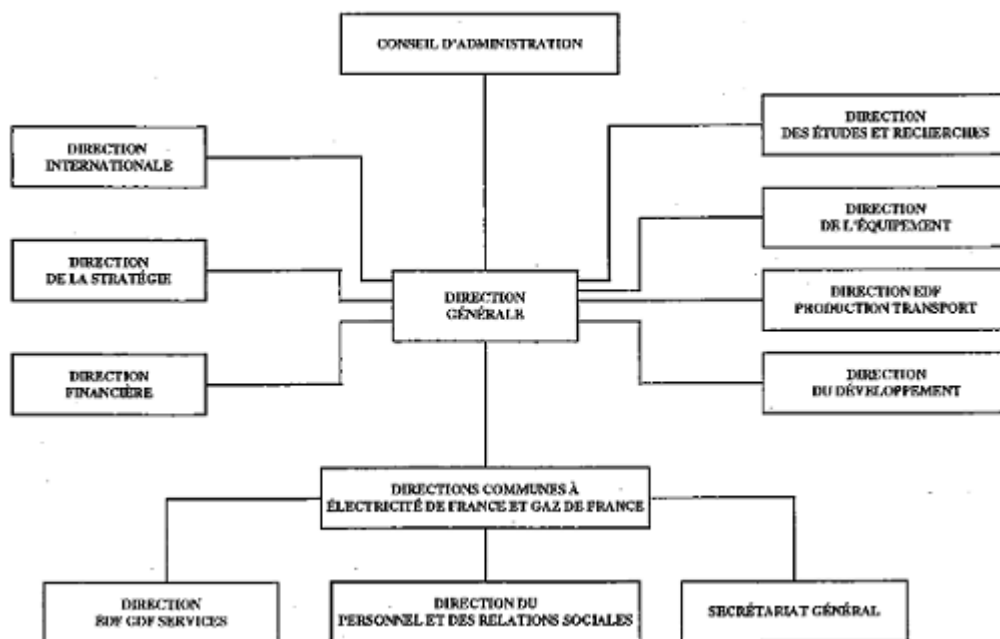 CONSEIL D'ADMINISTRATION
DIRECTION
INTERNATIONALE
DIRECTION
DE LA STRATÉGIE
DIRECTION
FINANCIÈRE
DIRECTION
GÉNÉRALE
DIRECTION
DES ÉTUDES ET RECHERCHES
DIRECTION
DE L'ÉQUIPEMENT
DIRECTION EDF
PRODUCTION TRANSPORT
DIRECTION
DU DÉVELOPPEMENT
DIRECTIONS COMMUNES À
ÉLECTRICITÉ DE FRANCE ET GAZ DE FRANCE
DIRECTION
EDF GDF SERVICES
DIRECTION DU
PERSONNEL ET DES RELATIONS SOCIALES
SECRÉTARIAT GÉNÉRAL